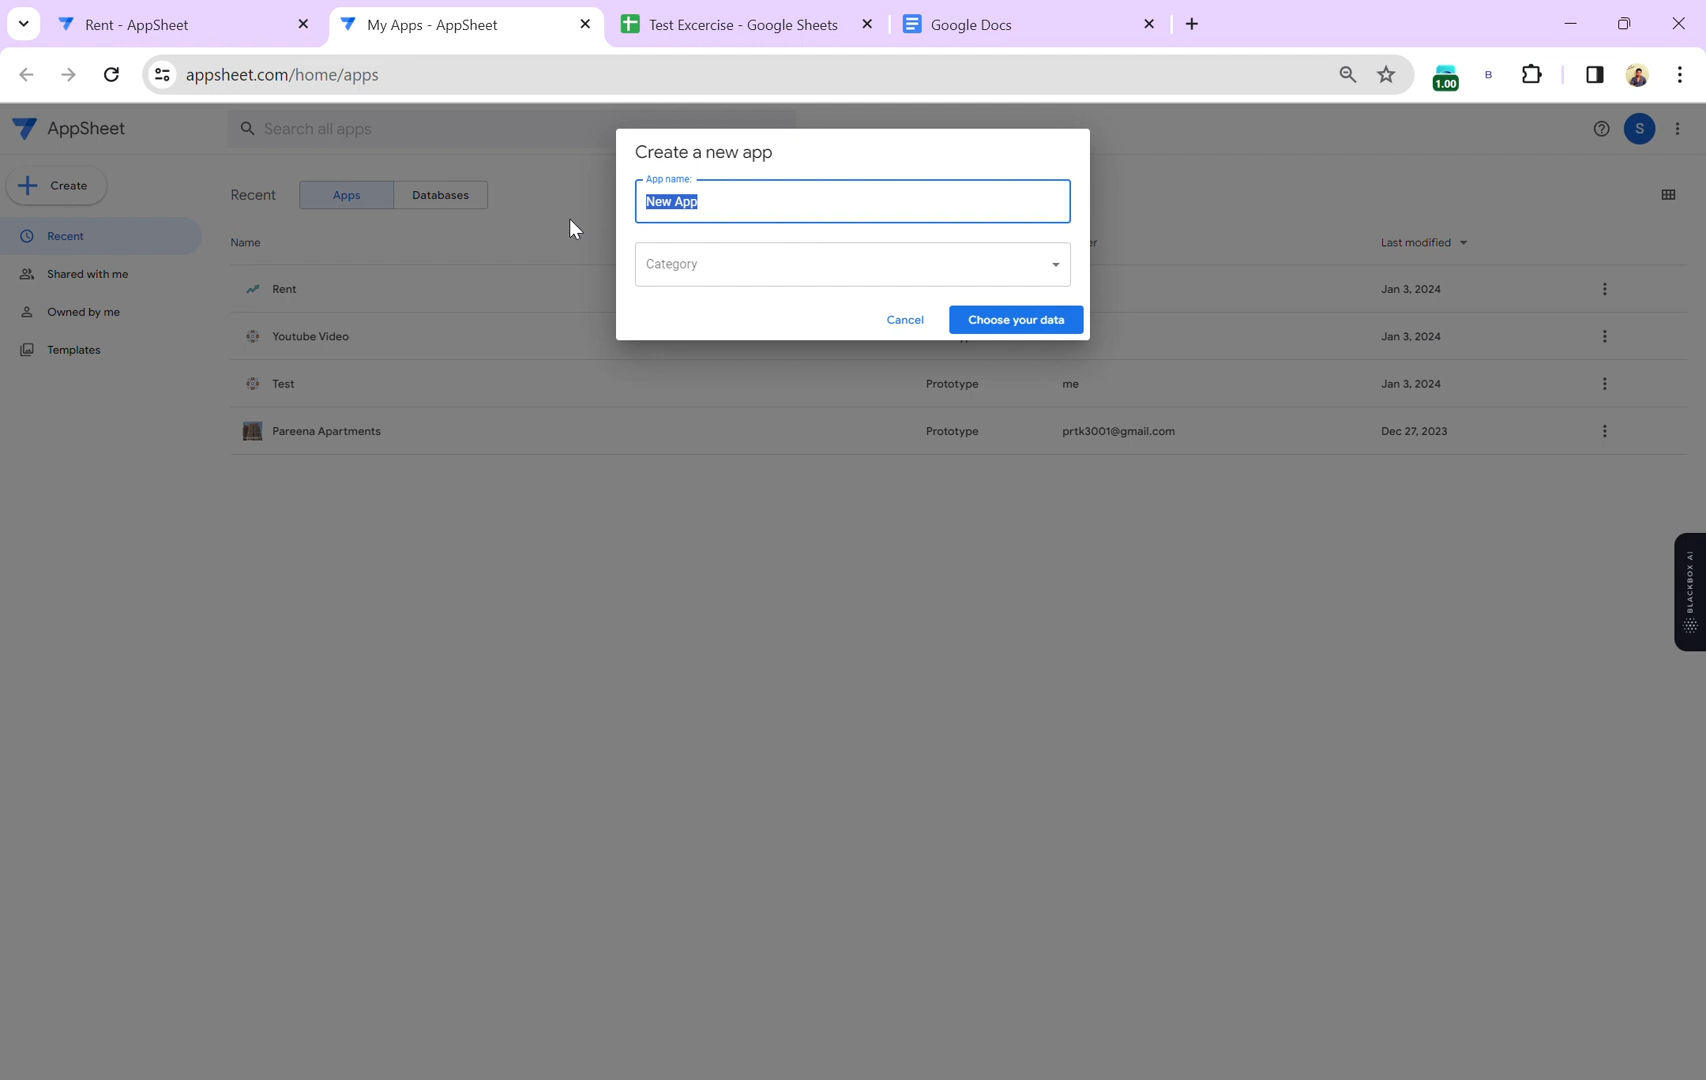 Rent - AppSheet
My Apps - AppSheet
Test Excercise - Google Sheets
Google Docs
appsheet.com/home/apps
1.00
B
AppSheet
Search all apps
S
Create a new app
App name:
New App
Category
Cancel
Choose your data
Create
Recent
Shared with me
Owned by me
Templates
Recent
Apps
Databases
Name
Last modified
Rent
Jan 3, 2024
Youtube Video
Jan 3, 2024
Test
Prototype
me
Jan 3, 2024
Pareena Apartments
Prototype
prtk3001@gmail.com
Dec 27, 2023
BLACKBOX AI